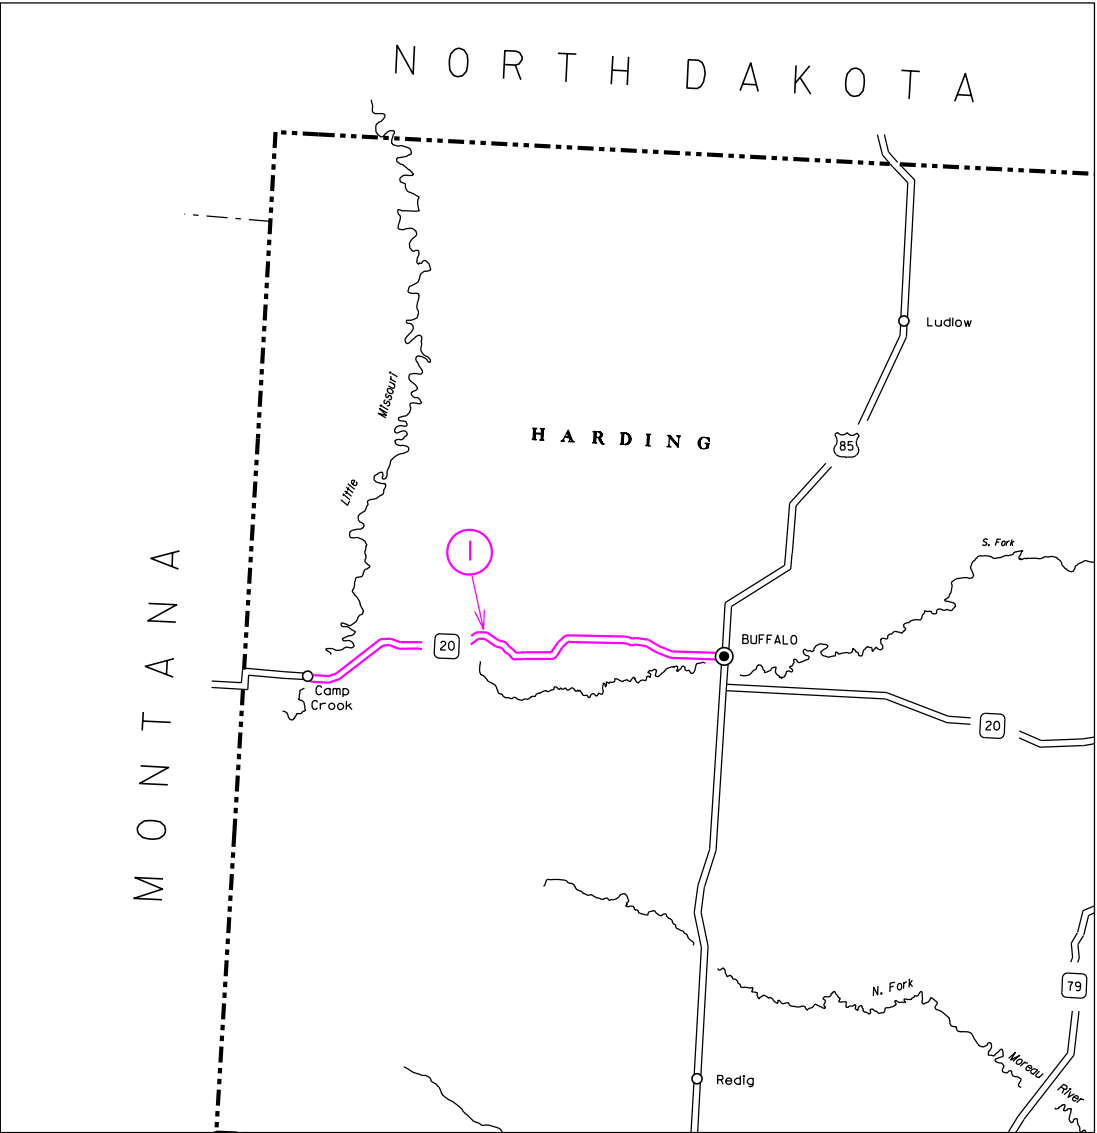 NORTH DAKOTA
Ludlow
Missouri
HARDING
85
Little
S. Fork
MONTANA
1
20
BUFFALO
Camp
Crook
20
79
N. Fork
Moreau
River
Redig